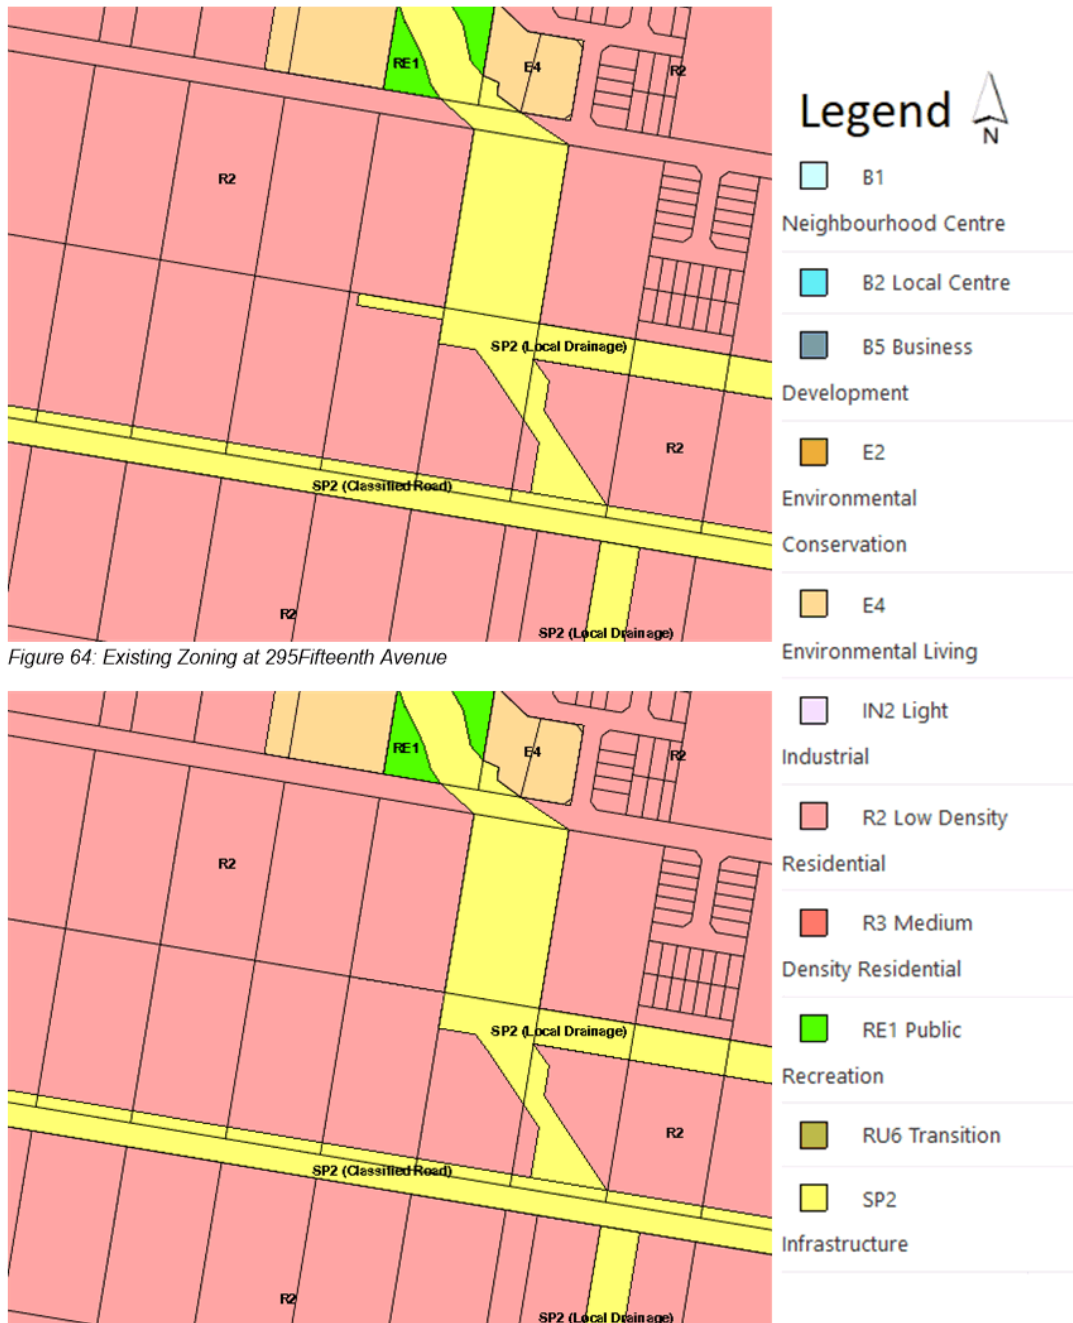 RE1
E4
R2
R2
SP2 (Local Drainage)
R2
SP2 (Classified Road)
R2
SP2 (Local Drainage)
Figure 64: Existing Zoning at 295Fifteenth Avenue
RE1
E4
R2
R2
SP2 (Local Drainage)
R2
SP2 (Classified Road)
R2
SP2 (Local Drainage)
Legend
N
B1
Neighbourhood Centre
B2 Local Centre
B5 Business
Development
E2
Environmental
Conservation
E4
Environmental Living
IN2 Light
Industrial
R2 Low Density
Residential
R3 Medium
Density Residential
RE1 Public
Recreation
RU6 Transition
SP2
Infrastructure